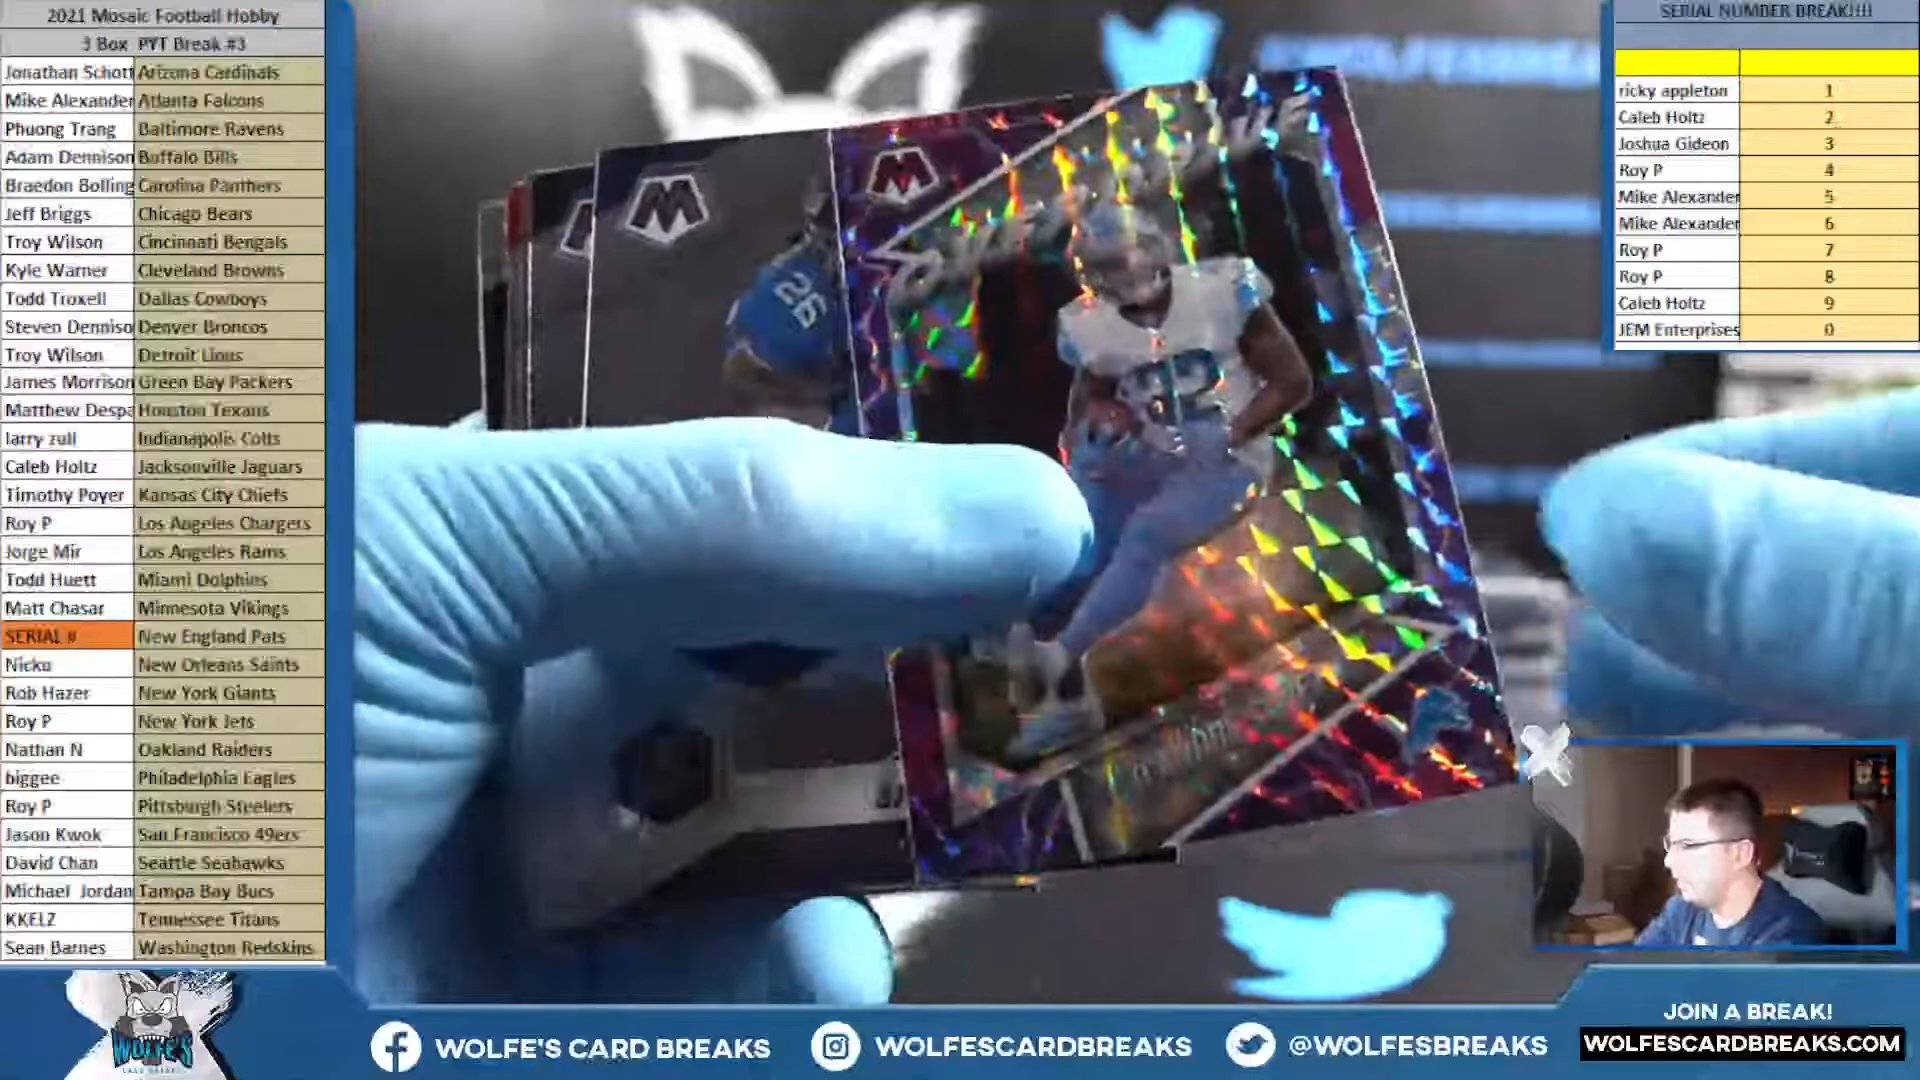 2021 Mosaic Football Hobby
3 Box PYT Break #3
Jonathan Schott Arizona Cardinals
Mike Alexander Atlanta Falcons
Phuong Trang Baltimore Ravens
Adam Dennison Buffalo Bills
Braedon Bolling Carolina Panthers
Jeff Briggs Chicago Bears
Troy Wilson Cincinnati Bengals
Kyle Warner Cleveland Browns
Todd Troxell Dallas Cowboys
Steven Denniso Denver Broncos
Troy Wilson Detroit Lions
James Morrison Green Bay Packers
Matthew Despa Houston Texans
larry zull Indianapolis Colts
Caleb Holtz Jacksonville Jaguars
Timothy Poyer Kansas City Chiefs
Roy P Los Angeles Chargers
Jorge Mir Los Angeles Rams
Todd Huett Miami Dolphins
Matt Chasar Minnesota Vikings
SERIAL # New England Pats
Nicku New Orleans Saints
Rob Hazer New York Giants
Roy P New York Jets
Nathan N Oakland Raiders
biggee Philadelphia Eagles
Roy P Pittsburgh Steelers
Jason Kwok San Francisco 49ers
David Chan Seattle Seahawks
Michael Jordan Tampa Bay Bucs
KKELZ Tennessee Titans
Sean Barnes Washington Redskins
SERIAL NUMBER BREAK!!!!
ricky appleton 1
Caleb Holtz 2
Joshua Gideon 3
Roy P 4
Mike Alexander 5
Mike Alexander 6
Roy P 7
Roy P 8
Caleb Holtz 9
JEM Enterprises 0
26
WOLFE'S
WOLFE'S CARD BREAKS
WOLFESCARDBREAKS
@WOLFESBREAKS
JOIN A BREAK!
WOLFESCARDBREAKS.COM